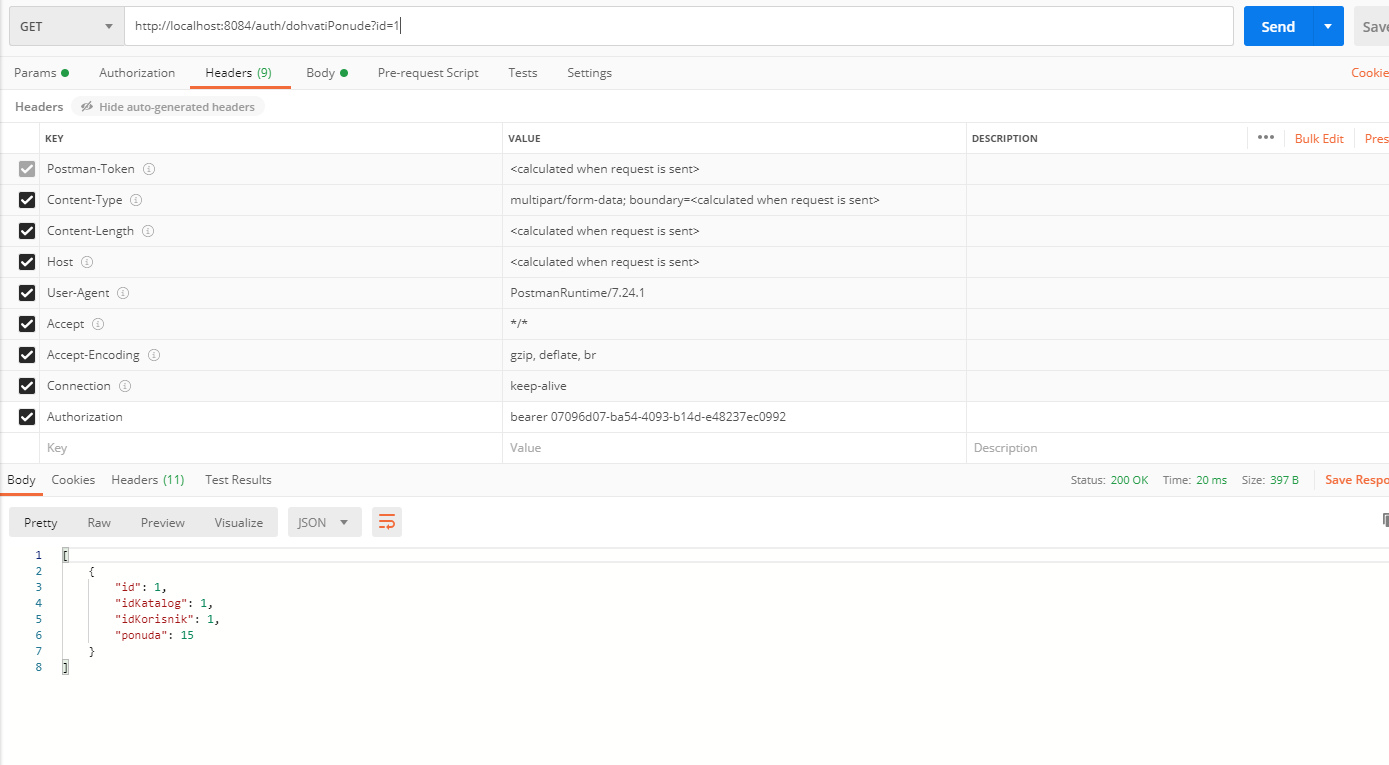 GET http://localhost:8084/auth/dohvatiPonude?id=1 Send Save
Params Authorization Headers (9) Body Pre-request Script Tests Settings Cookie
Headers Hide auto-generated headers
KEY VALUE DESCRIPTION ••• Bulk Edit Pres
Postman-Token <calculated when request is sent>
Content-Type multipart/form-data; boundary=<calculated when request is sent>
Content-Length <calculated when request is sent>
Host <calculated when request is sent>
User-Agent PostmanRuntime/7.24.1
Accept */*
Accept-Encoding gzip, deflate, br
Connection keep-alive
Authorization bearer 07096d07-ba54-4093-b14d-e48237ec0992
Key Value Description
Body Cookies Headers (11) Test Results Status: 200 OK Time: 20 ms Size: 397 B Save Respo
Pretty Raw Preview Visualize JSON
1 [
2 {
3 "id": 1,
4 "idKatalog": 1,
5 "idKorisnik": 1,
6 "ponuda": 15
7 }
8 ]